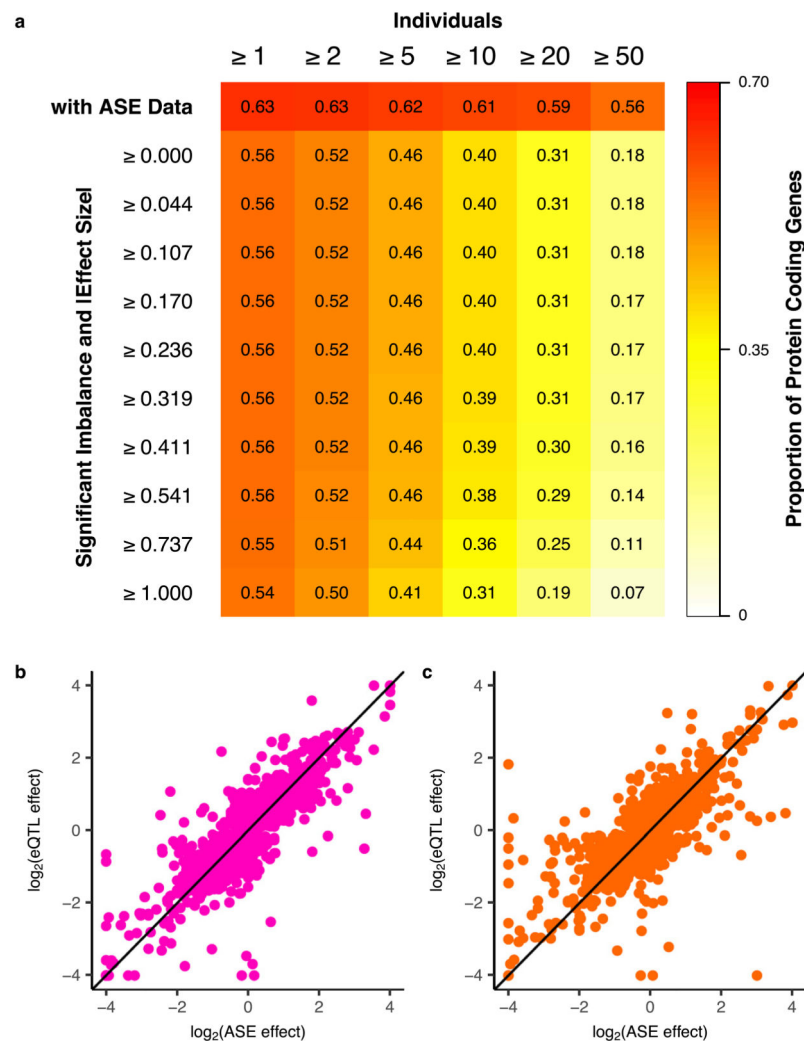 a
Individuals
≥ 1 ≥ 2 ≥ 5 ≥ 10 ≥ 20 ≥ 50
with ASE Data 0.63 0.63 0.62 0.61 0.59 0.56
≥ 0.000 0.56 0.52 0.46 0.40 0.31 0.18
≥ 0.044 0.56 0.52 0.46 0.40 0.31 0.18
≥ 0.107 0.56 0.52 0.46 0.40 0.31 0.18
≥ 0.170 0.56 0.52 0.46 0.40 0.31 0.17
≥ 0.236 0.56 0.52 0.46 0.40 0.31 0.17
≥ 0.319 0.56 0.52 0.46 0.39 0.31 0.17
≥ 0.411 0.56 0.52 0.46 0.39 0.30 0.16
≥ 0.541 0.56 0.52 0.46 0.38 0.29 0.14
≥ 0.737 0.55 0.51 0.44 0.36 0.25 0.11
≥ 1.000 0.54 0.50 0.41 0.31 0.19 0.07
Significant Imbalance and |Effect Size|
0.70
0.35
0
Proportion of Protein Coding Genes
b
4
2
0
−2
−4
log₂(eQTL effect)
−4 −2 0 2 4
log₂(ASE effect)
c
4
2
0
−2
−4
log₂(eQTL effect)
−4 −2 0 2 4
log₂(ASE effect)